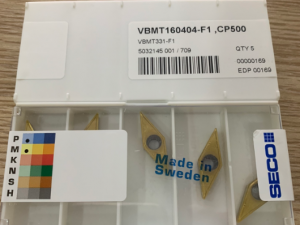 VBMT160404-F1 ,CP500
VBMT331-F1
5032145 001 / 709
QTY 5
00000169
EDP 00169
P
M
K
N
S
H
Made in
Sweden
SECO